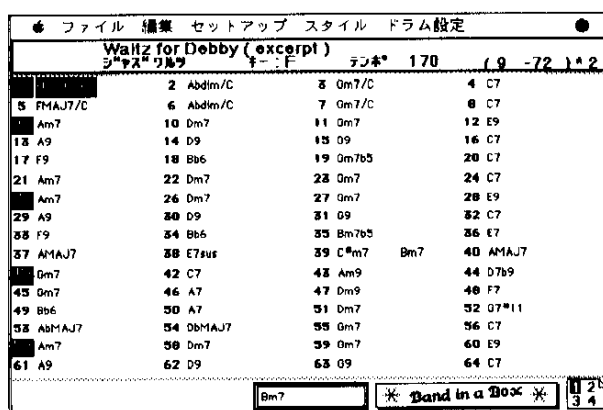 ファイル 編集 セットアップ スタイル ドラム設定
Waltz for Debby ( excerpt )
ジャズ ワルツ キー : F テンポ 170 ( 9 -72 )* 2
2 Abdim/C 3 Gm7/C 4 C7
5 FMAJ7/C 6 Abdim/C 7 Gm7/C 8 C7
Am7 10 Dm7 11 Gm7 12 E9
13 A9 14 D9 15 G9 16 C7
17 F9 18 Bb6 19 Gm7b5 20 C7
21 Am7 22 Dm7 23 Gm7 24 C7
Am7 26 Dm7 27 Gm7 28 E9
29 A9 30 D9 31 G9 32 C7
33 F9 34 Bb6 35 Bm7b5 36 E7
37 AMAJ7 38 E7sus 39 C#m7 Bm7 40 AMAJ7
Gm7 42 C7 43 Am9 44 D7b9
45 Gm7 46 A7 47 Dm9 48 F7
49 Bb6 50 A7 51 Dm7 52 G7#11
53 AbMAJ7 54 DbMAJ7 55 Gm7 56 C7
Am7 58 Dm7 59 Gm7 60 E9
61 A9 62 D9 63 G9 64 C7
Bm7 Band in a Box 1 2
3 4